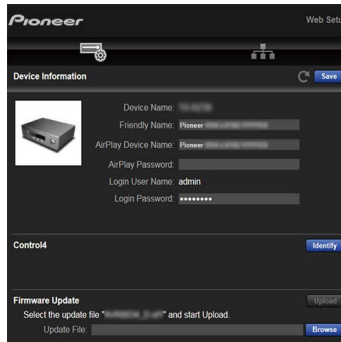 Pioneer
Web Setu
Device Information
Save
Device Name:
Friendly Name: Pioneer
AirPlay Device Name: Pioneer
AirPlay Password:
Login User Name: admin
Login Password: ••••••••
Control4
Identify
Firmware Update
Upload
Select the update file " " and start Upload.
Update File:
Browse